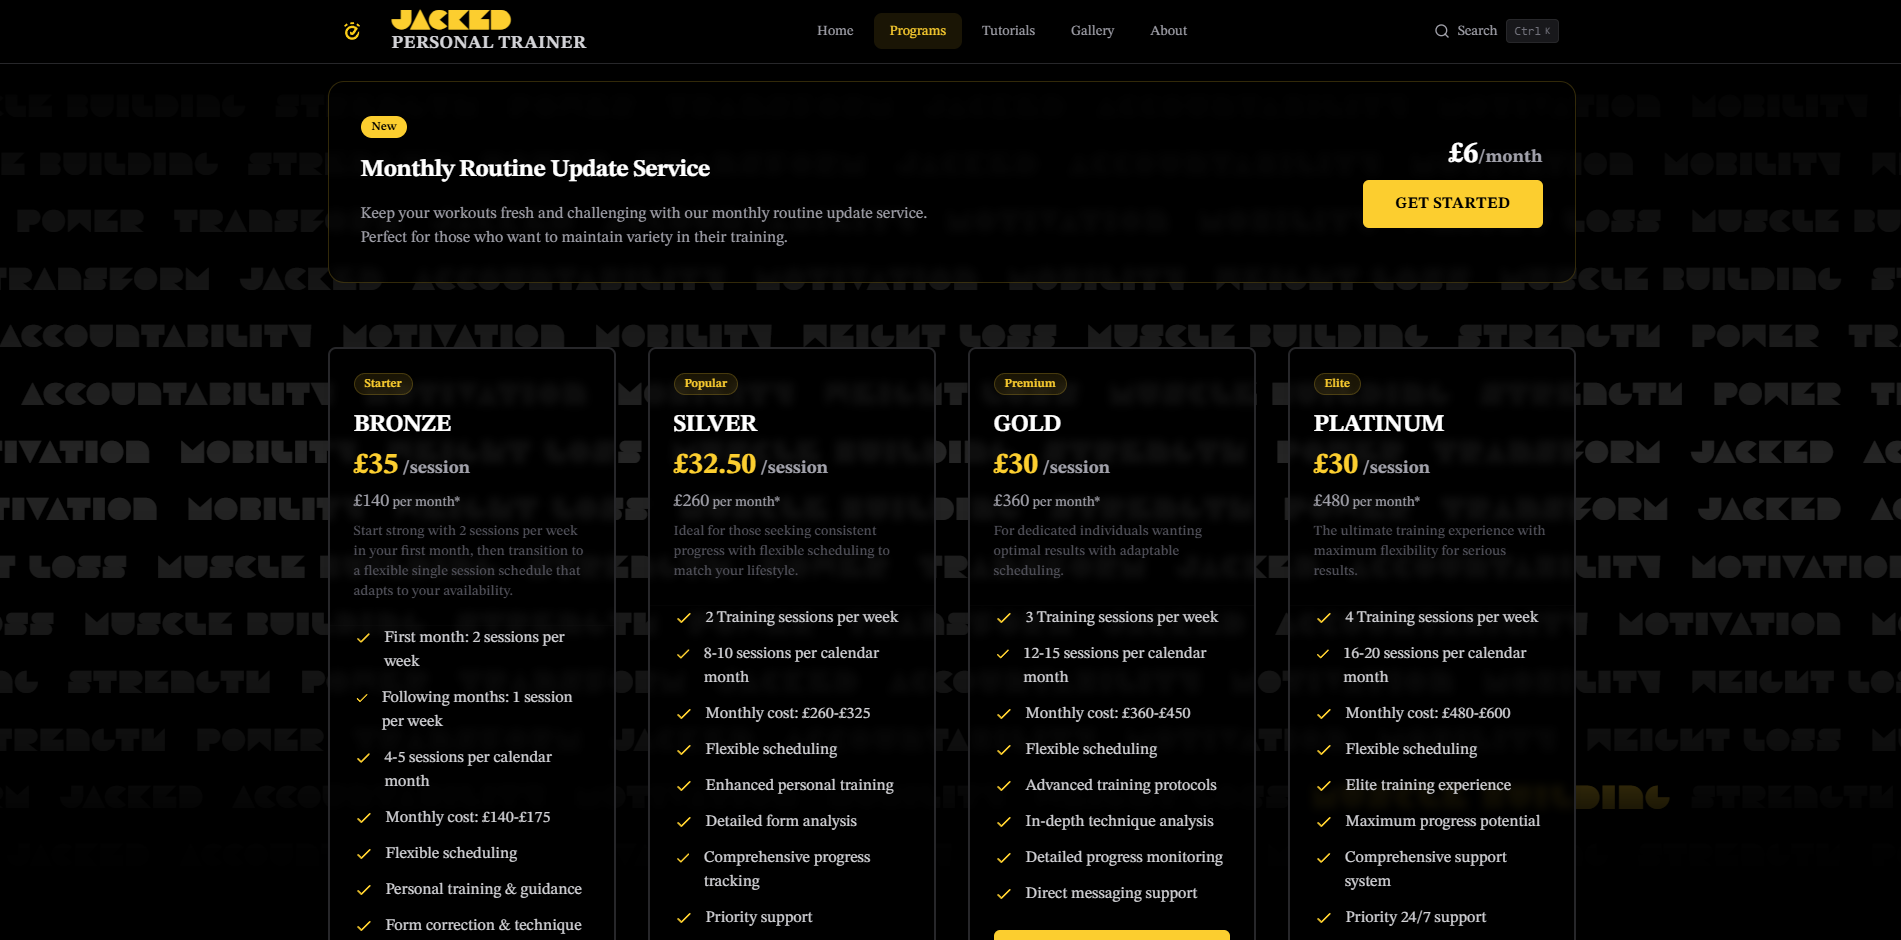 JACKED
PERSONAL TRAINER
Home
Programs
Tutorials
Gallery
About
Search
Ctrl K
New
Monthly Routine Update Service
Keep your workouts fresh and challenging with our monthly routine update service.
Perfect for those who want to maintain variety in their training.
£6/month
GET STARTED
Starter
BRONZE
£35 /session
£140 per month*
Start strong with 2 sessions per week
in your first month, then transition to
a flexible single session schedule that
adapts to your availability.
First month: 2 sessions per
week
Following months: 1 session
per week
4-5 sessions per calendar
month
Monthly cost: £140-£175
Flexible scheduling
Personal training & guidance
Form correction & technique
Popular
SILVER
£32.50 /session
£260 per month*
Ideal for those seeking consistent
progress with flexible scheduling to
match your lifestyle.
2 Training sessions per week
8-10 sessions per calendar
month
Monthly cost: £260-£325
Flexible scheduling
Enhanced personal training
Detailed form analysis
Comprehensive progress
tracking
Priority support
Premium
GOLD
£30 /session
£360 per month*
For dedicated individuals wanting
optimal results with adaptable
scheduling.
3 Training sessions per week
12-15 sessions per calendar
month
Monthly cost: £360-£450
Flexible scheduling
Advanced training protocols
In-depth technique analysis
Detailed progress monitoring
Direct messaging support
Elite
PLATINUM
£30 /session
£480 per month*
The ultimate training experience with
maximum flexibility for serious
results.
4 Training sessions per week
16-20 sessions per calendar
month
Monthly cost: £480-£600
Flexible scheduling
Elite training experience
Maximum progress potential
Comprehensive support
system
Priority 24/7 support
ACCOUNTABILITY MOTIVATION MOBILITY WEIGHT LOSS MUSCLE BUILDING STRENGTH POWER